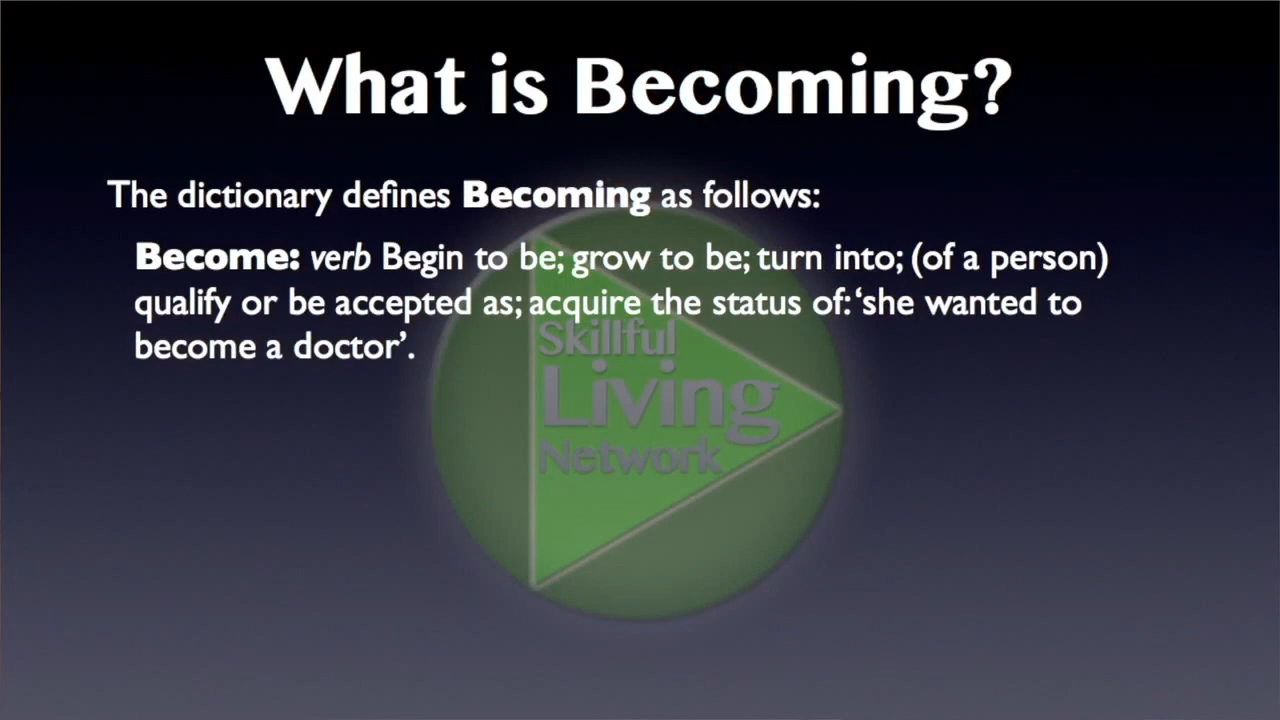 What is Becoming?
The dictionary defines Becoming as follows:
Become: verb Begin to be; grow to be; turn into; (of a person)
qualify or be accepted as; acquire the status of: ‘she wanted to
become a doctor’.
Skillful
Living
Network